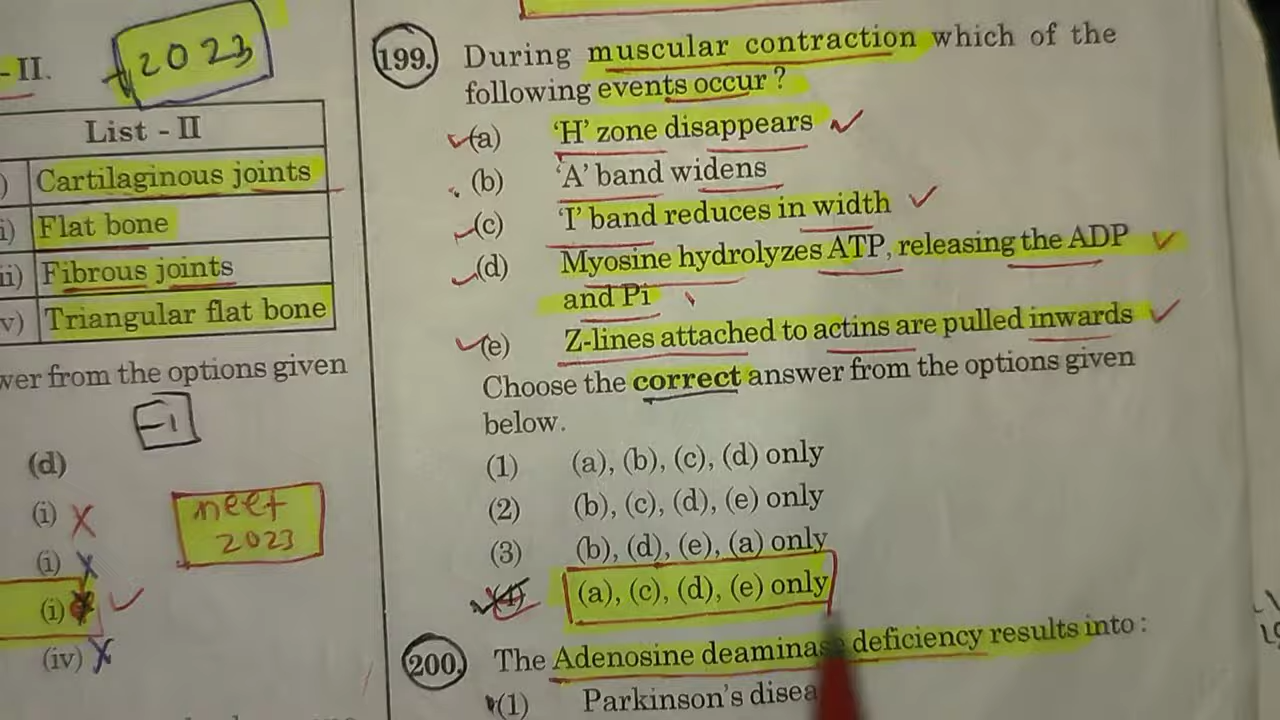 - II.
2023
List - II
) Cartilaginous joints
i) Flat bone
ii) Fibrous joints
v) Triangular flat bone
wer from the options given
(d)
(i)
neet
2023
(i)
(i)
(iv)
199. During muscular contraction which of the
following events occur ?
(a) 'H' zone disappears
(b) 'A' band widens
(c) 'I' band reduces in width
(d) Myosine hydrolyzes ATP, releasing the ADP
and Pi
(e) Z-lines attached to actins are pulled inwards
Choose the correct answer from the options given
below.
(1) (a), (b), (c), (d) only
(2) (b), (c), (d), (e) only
(3) (b), (d), (e), (a) only
(4) (a), (c), (d), (e) only
200. The Adenosine deaminase deficiency results into :
(1) Parkinson's disea